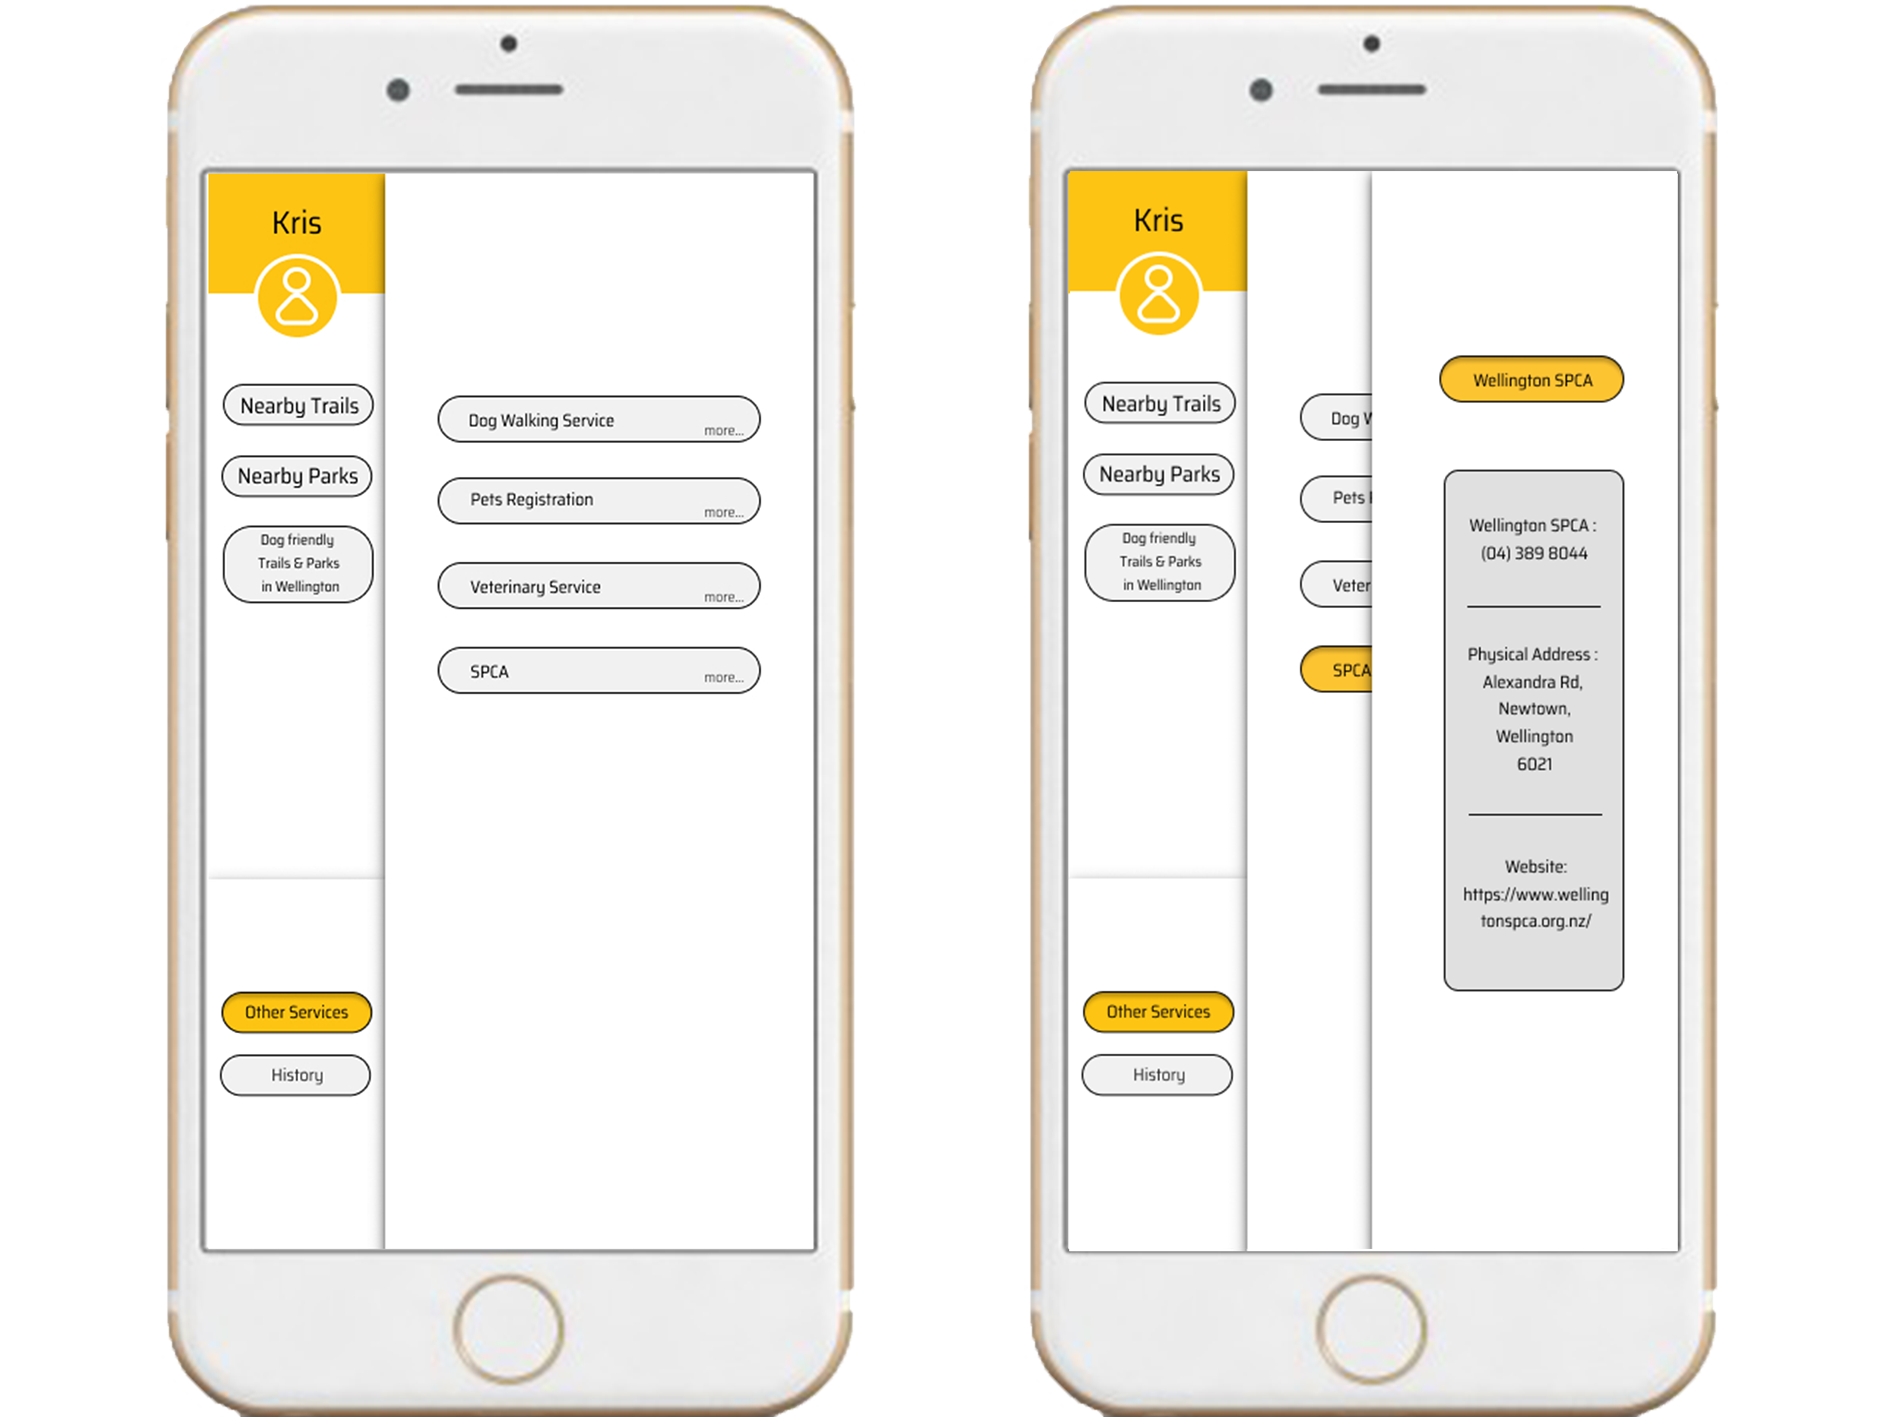 Kris
Nearby Trails
Nearby Parks
Dog friendly
Trails & Parks
in Wellington
Other Services
History
Dog Walking Service
more...
Pets Registration
more...
Veterinary Service
more...
SPCA
more...
Kris
Nearby Trails
Nearby Parks
Dog friendly
Trails & Parks
in Wellington
Other Services
History
Dog W
Pets
Veter
SPCA
Wellington SPCA
Wellington SPCA :
(04) 389 8044
Physical Address :
Alexandra Rd,
Newtown,
Wellington
6021
Website:
https://www.welling
tonspca.org.nz/